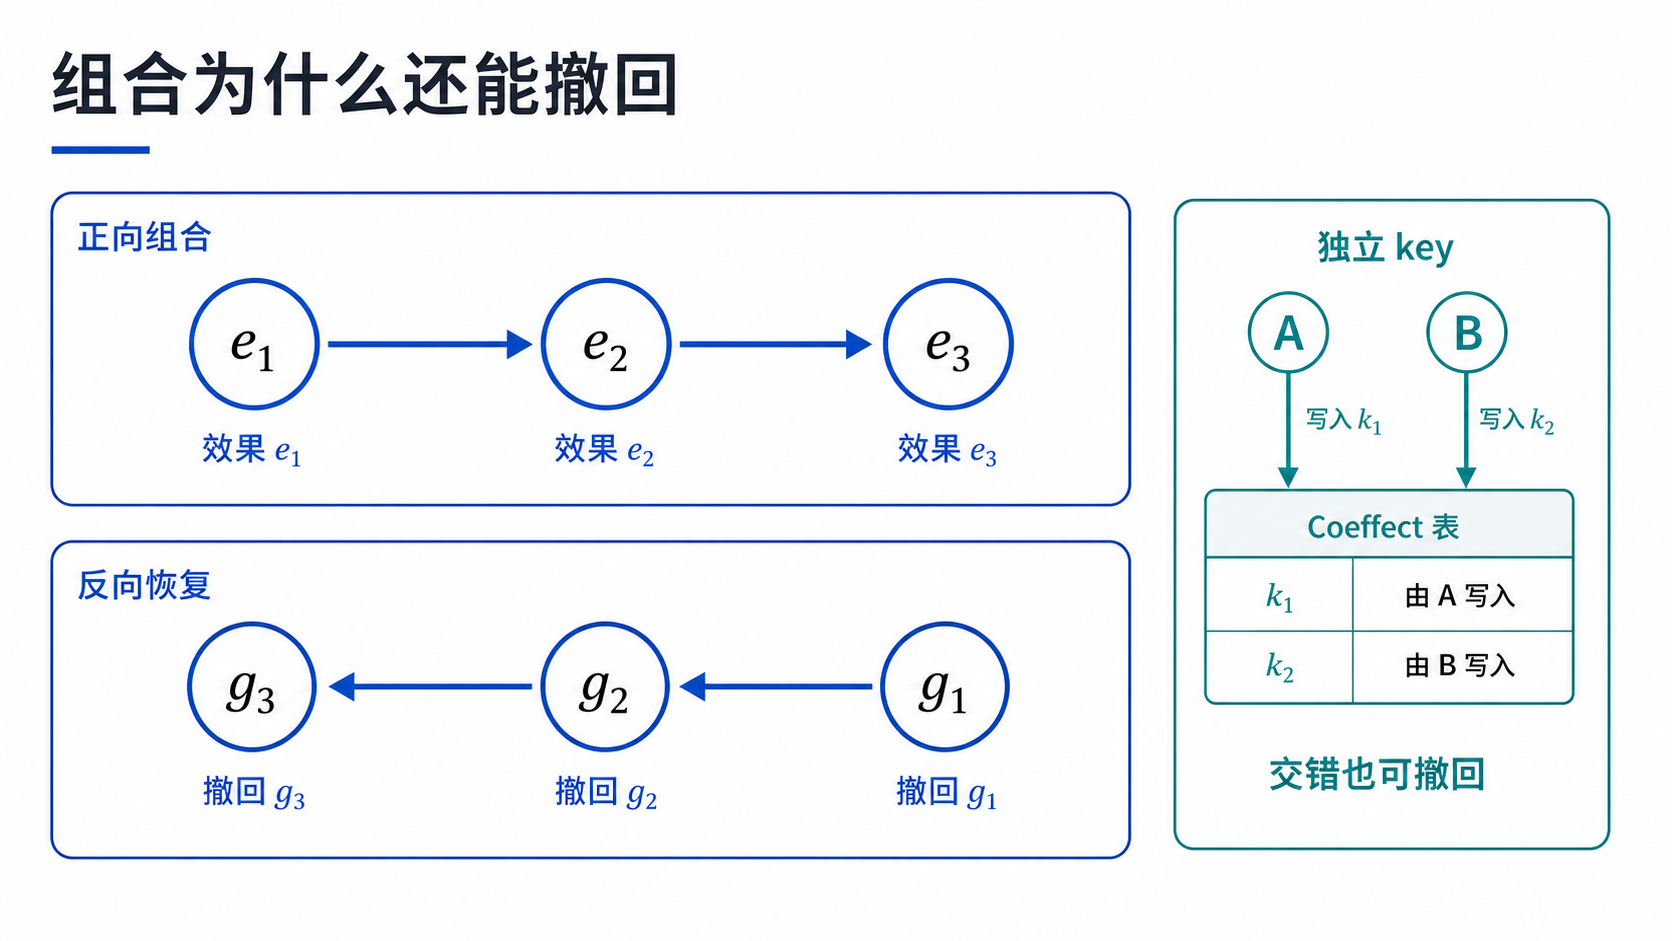 组合为什么还能撤回
正向组合
e₁
e₂
e₃
效果 e₁
效果 e₂
效果 e₃
反向恢复
g₃
g₂
g₁
撤回 g₃
撤回 g₂
撤回 g₁
独立 key
A
B
写入 k₁
写入 k₂
Coeffect 表
k₁
由 A 写入
k₂
由 B 写入
交错也可撤回